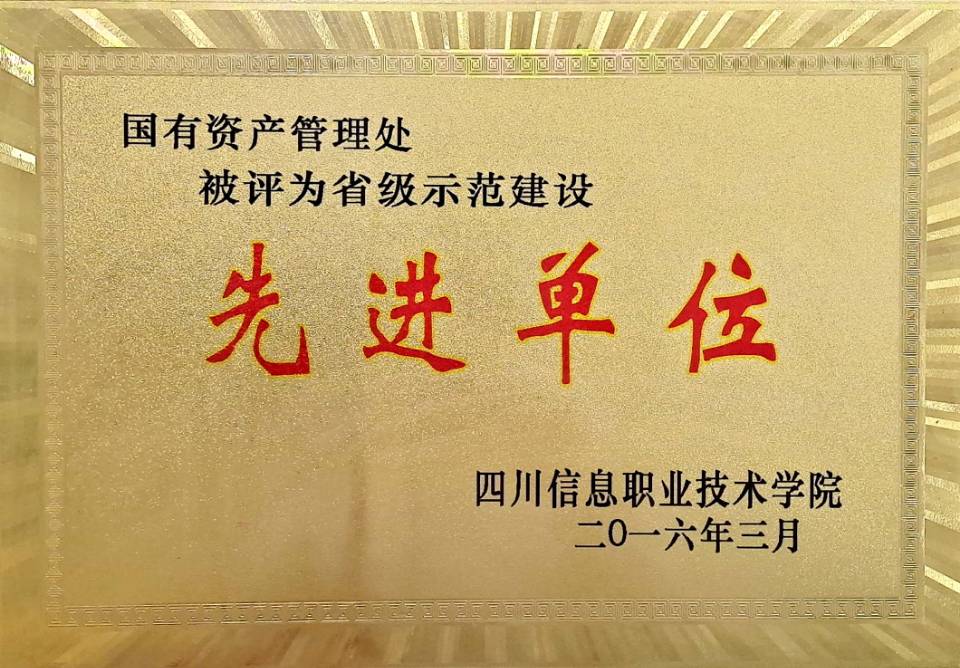 国有资产管理处
被评为省级示范建设
先进单位
四川信息职业技术学院
二〇一六年三月